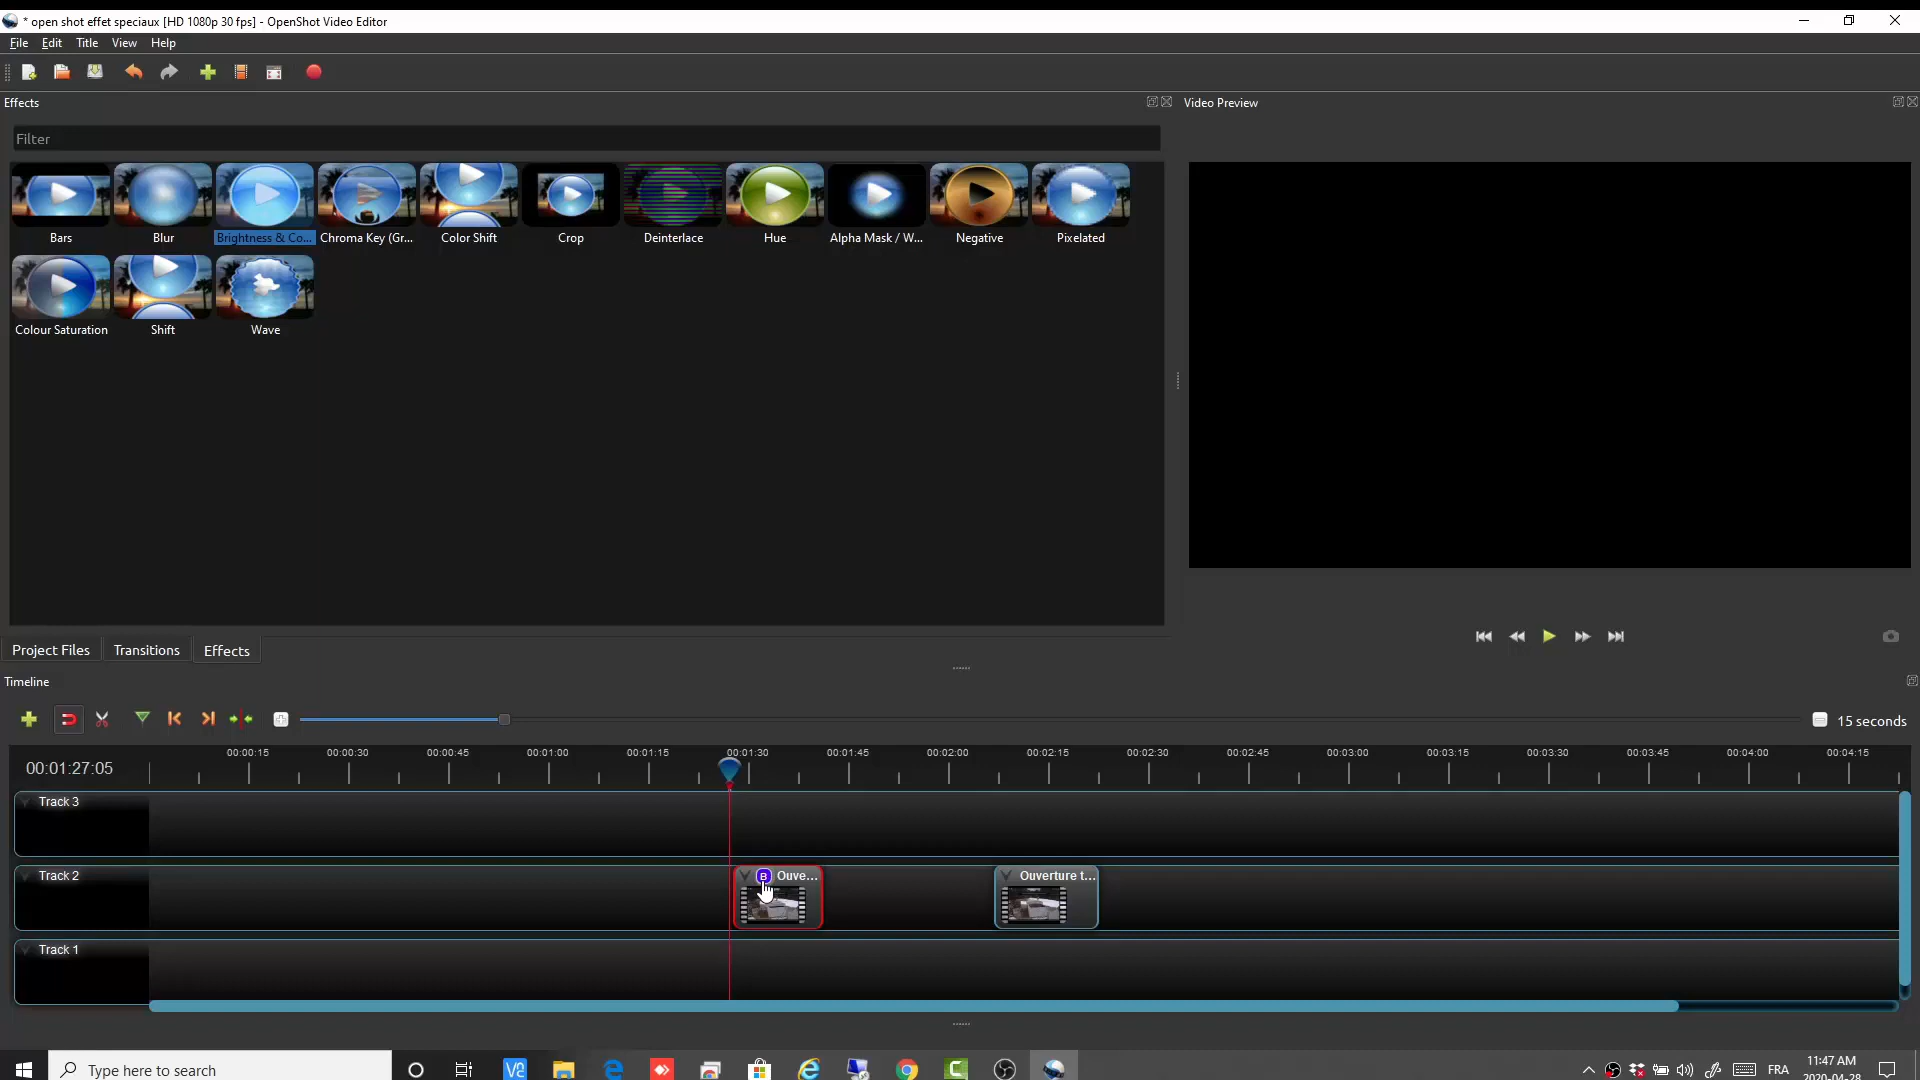 * open shot effet speciaux [HD 1080p 30 fps] - OpenShot Video Editor
File Edit Title View Help
Effects
Video Preview
Filter
Bars Blur Brightness & Co... Chroma Key (Gr... Color Shift Crop Deinterlace Hue Alpha Mask / W... Negative Pixelated
Colour Saturation Shift Wave
Project Files Transitions Effects
Timeline
15 seconds
00:01:27:05
00:00:15 00:00:30 00:00:45 00:01:00 00:01:15 00:01:30 00:01:45 00:02:00 00:02:15 00:02:30 00:02:45 00:03:00 00:03:15 00:03:30 00:03:45 00:04:00 00:04:15
Track 3
Track 2
B Ouve...
Ouverture t...
Track 1
Type here to search
FRA
11:47 AM
2020-04-28